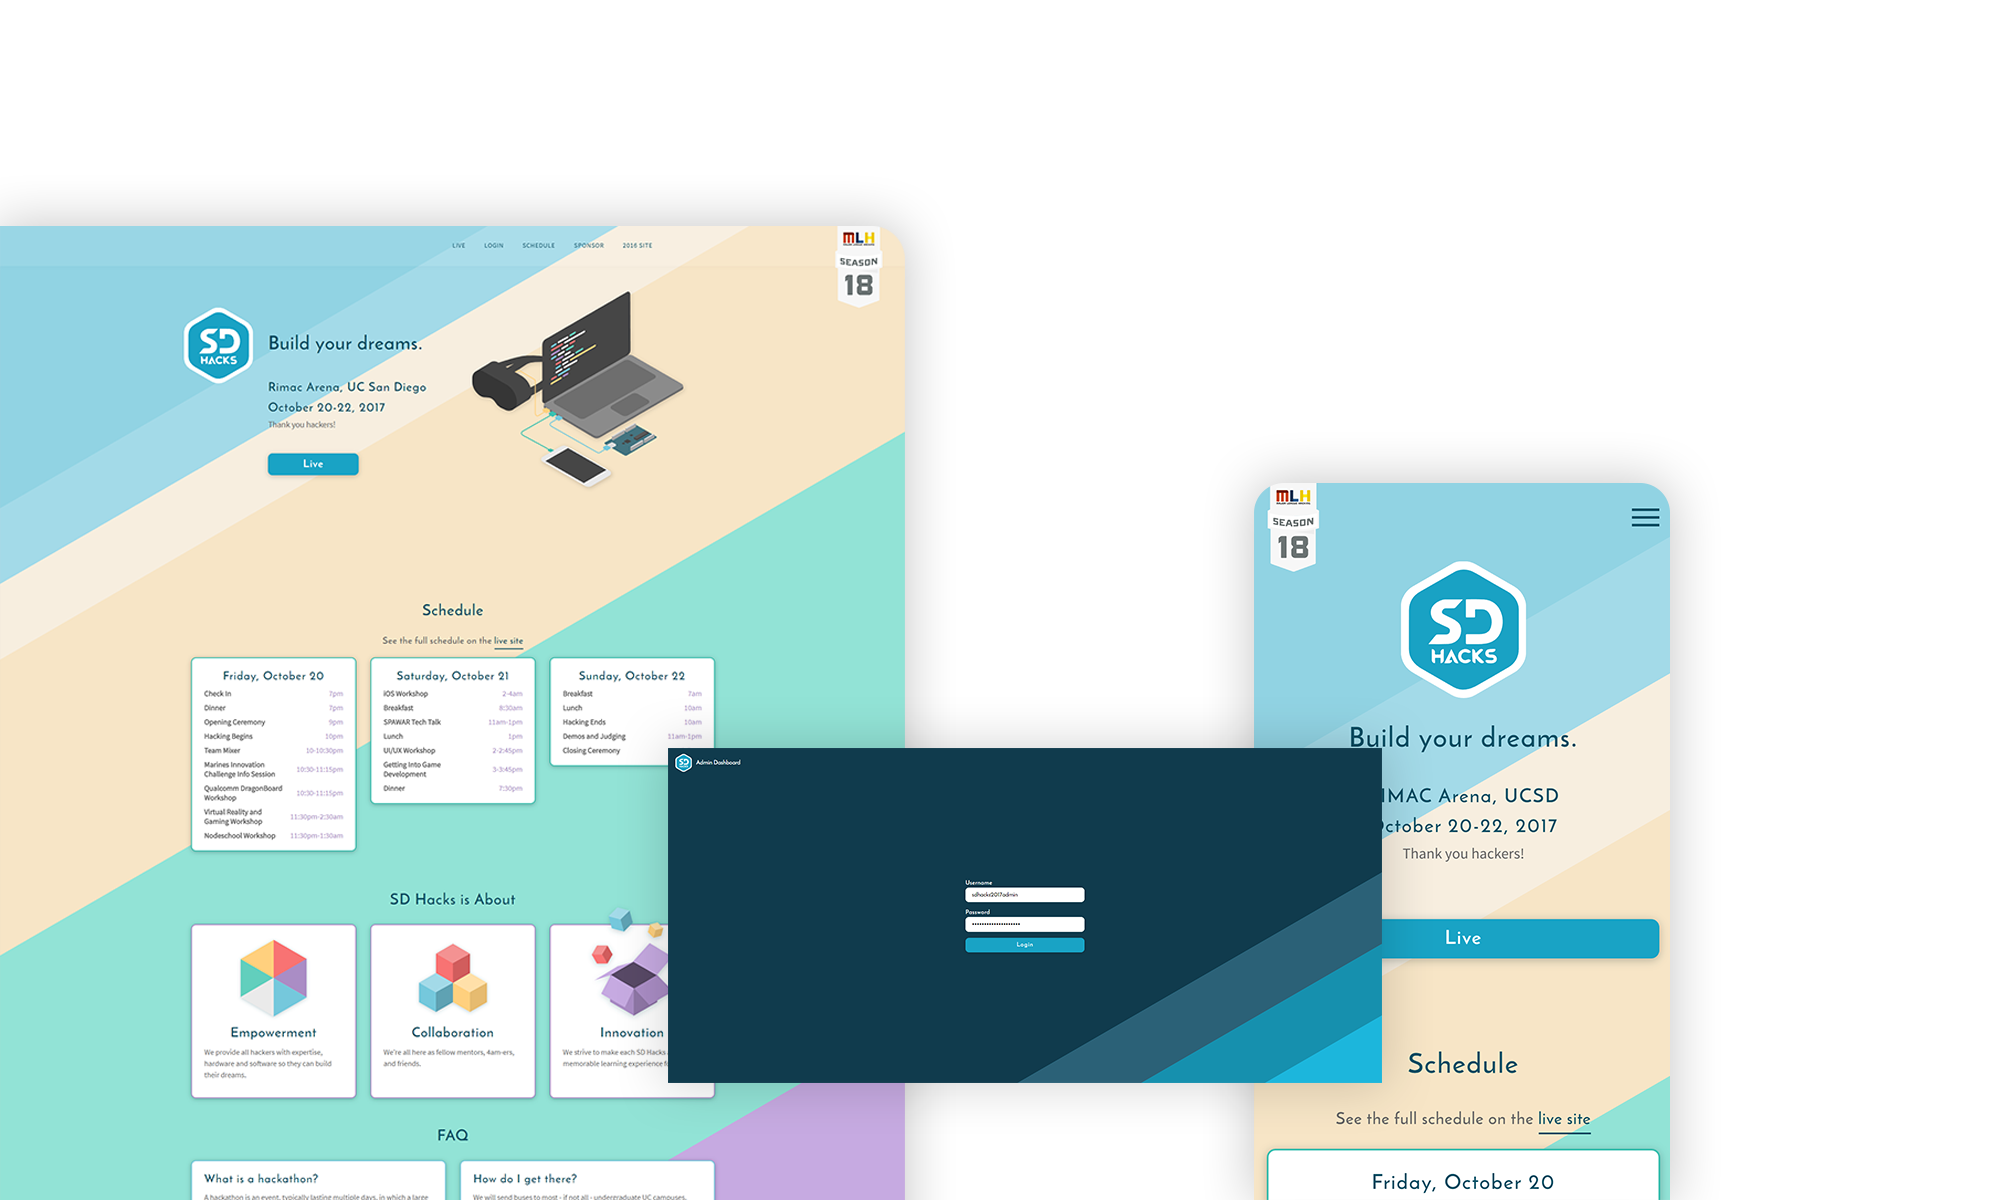 LIVE LOGIN SCHEDULE SPONSOR 2016 SITE
MLH
MAJOR LEAGUE HACKING
SEASON
18
SD
HACKS
Build your dreams.
Rimac Arena, UC San Diego
October 20-22, 2017
Thank you hackers!
Live
Schedule
See the full schedule on the live site
Friday, October 20
Check In 7pm
Dinner 7pm
Opening Ceremony 9pm
Hacking Begins 10pm
Team Mixer 10-10:30pm
Marines Innovation
Challenge Info Session 10:30-11:15pm
Qualcomm DragonBoard
Workshop 10:30-11:15pm
Virtual Reality and
Gaming Workshop 11:30pm-2:30am
Nodeschool Workshop 11:30pm-1:30am
Saturday, October 21
iOS Workshop 2-4am
Breakfast 8:30am
SPAWAR Tech Talk 11am-1pm
Lunch 1pm
UI/UX Workshop 2-2:45pm
Getting Into Game
Development 3-3:45pm
Dinner 7:30pm
Sunday, October 22
Breakfast 7am
Lunch 10am
Hacking Ends 10am
Demos and Judging 11am-1pm
Closing Ceremony
SD Hacks is About
Empowerment
We provide all hackers with expertise,
hardware and software so they can build
their dreams.
Collaboration
We're all here as fellow mentors, 4am-ers,
and friends.
Innovation
We strive to make each SD Hacks
memorable learning experience
FAQ
What is a hackathon?
A hackathon is an event, typically lasting multiple days, in which a large
How do I get there?
We will send buses to most - if not all - undergraduate UC campuses,
SD
Admin Dashboard
Username
sdhacks2017admin
Password
Login
MLH
MAJOR LEAGUE HACKING
SEASON
18
SD
HACKS
Build your dreams.
IMAC Arena, UCSD
October 20-22, 2017
Thank you hackers!
Live
Schedule
See the full schedule on the live site
Friday, October 20